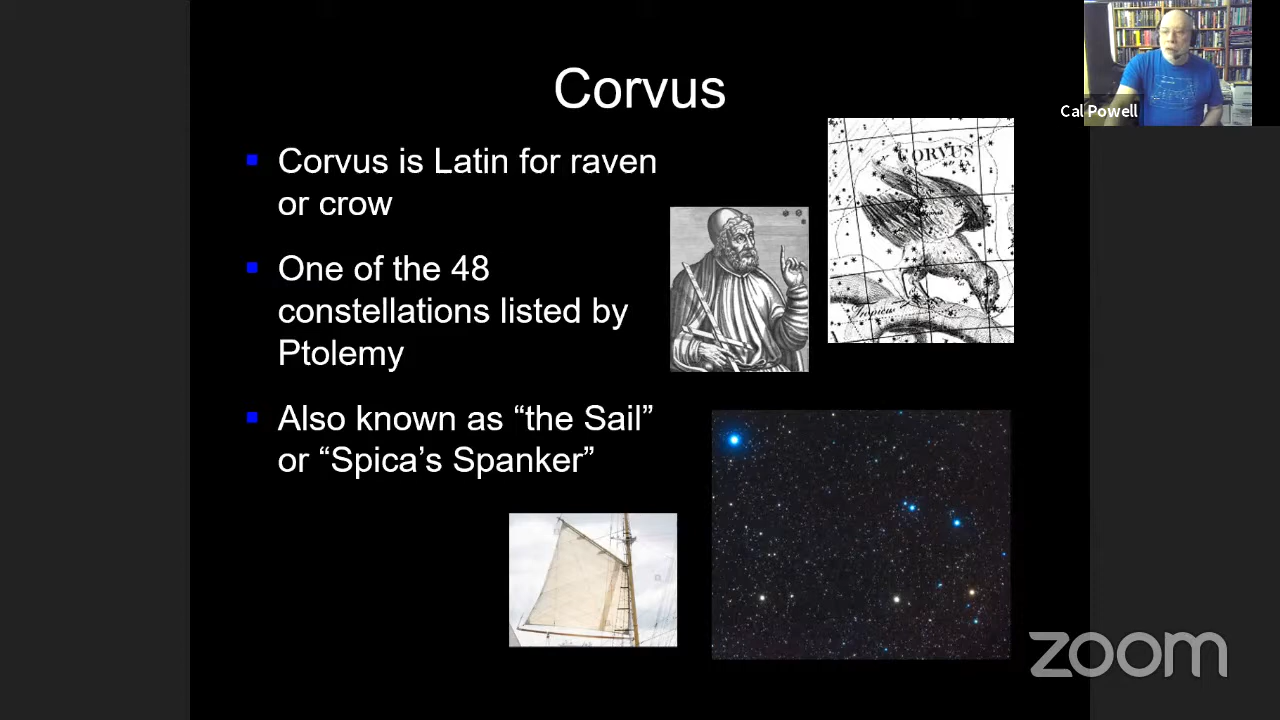 Corvus
Corvus is Latin for raven
or crow
One of the 48
constellations listed by
Ptolemy
Also known as “the Sail”
or “Spica’s Spanker”
CORVUS
Tropicus
Cal Powell
zoom